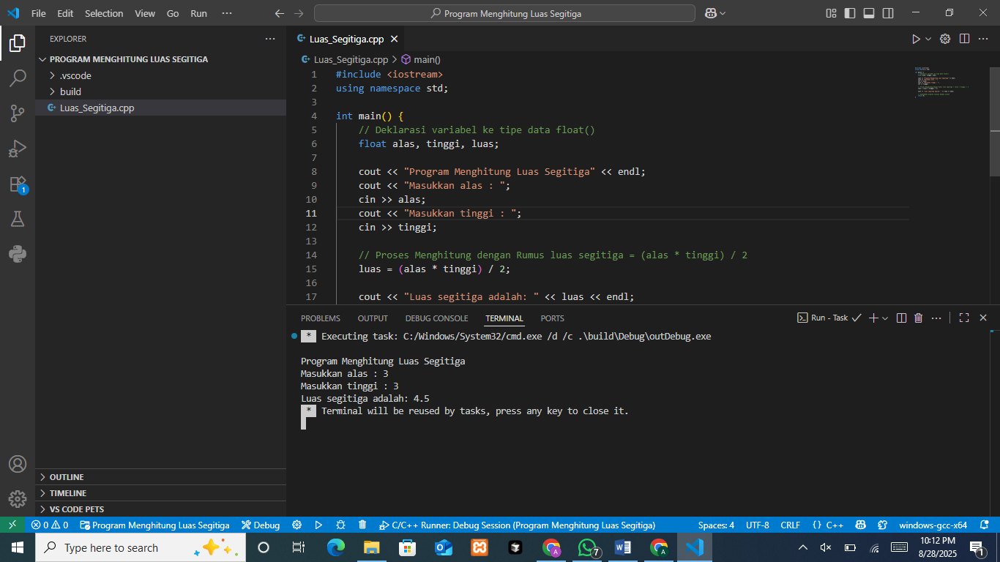 File Edit Selection View Go Run ··· Program Menghitung Luas Segitiga
EXPLORER
PROGRAM MENGHITUNG LUAS SEGITIGA
.vscode
build
Luas_Segitiga.cpp
OUTLINE
TIMELINE
VS CODE PETS
Luas_Segitiga.cpp
Luas_Segitiga.cpp > main()
1 #include <iostream>
2 using namespace std;
3
4 int main() {
5 // Deklarasi variabel ke tipe data float()
6 float alas, tinggi, luas;
7
8 cout << "Program Menghitung Luas Segitiga" << endl;
9 cout << "Masukkan alas : ";
10 cin >> alas;
11 cout << "Masukkan tinggi : ";
12 cin >> tinggi;
13
14 // Proses Menghitung dengan Rumus luas segitiga = (alas * tinggi) / 2
15 luas = (alas * tinggi) / 2;
16
17 cout << "Luas segitiga adalah: " << luas << endl;
PROBLEMS OUTPUT DEBUG CONSOLE TERMINAL PORTS Run - Task
* Executing task: C:/Windows/System32/cmd.exe /d /c .\build\Debug\outDebug.exe
Program Menghitung Luas Segitiga
Masukkan alas : 3
Masukkan tinggi : 3
Luas segitiga adalah: 4.5
* Terminal will be reused by tasks, press any key to close it.
0 0 Program Menghitung Luas Segitiga Debug C/C++ Runner: Debug Session (Program Menghitung Luas Segitiga) Spaces: 4 UTF-8 CRLF {} C++ windows-gcc-x64
Type here to search
10:12 PM
8/28/2025